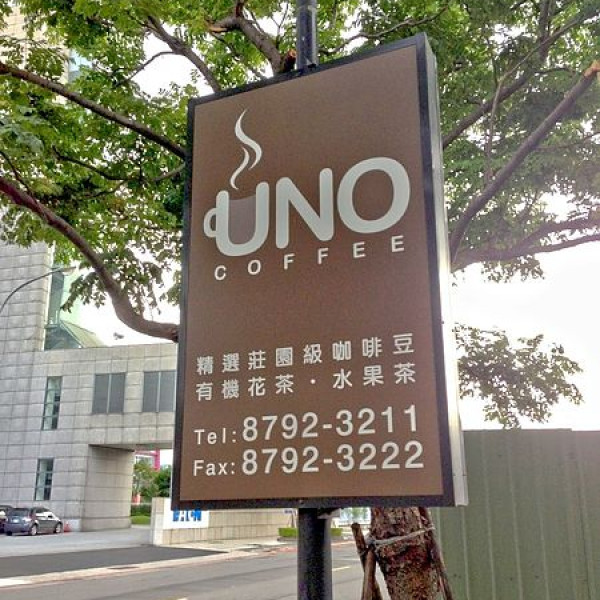 UNO
COFFEE
精選莊園級咖啡豆
有機花茶·水果茶
Tel: 8792-3211
Fax: 8792-3222